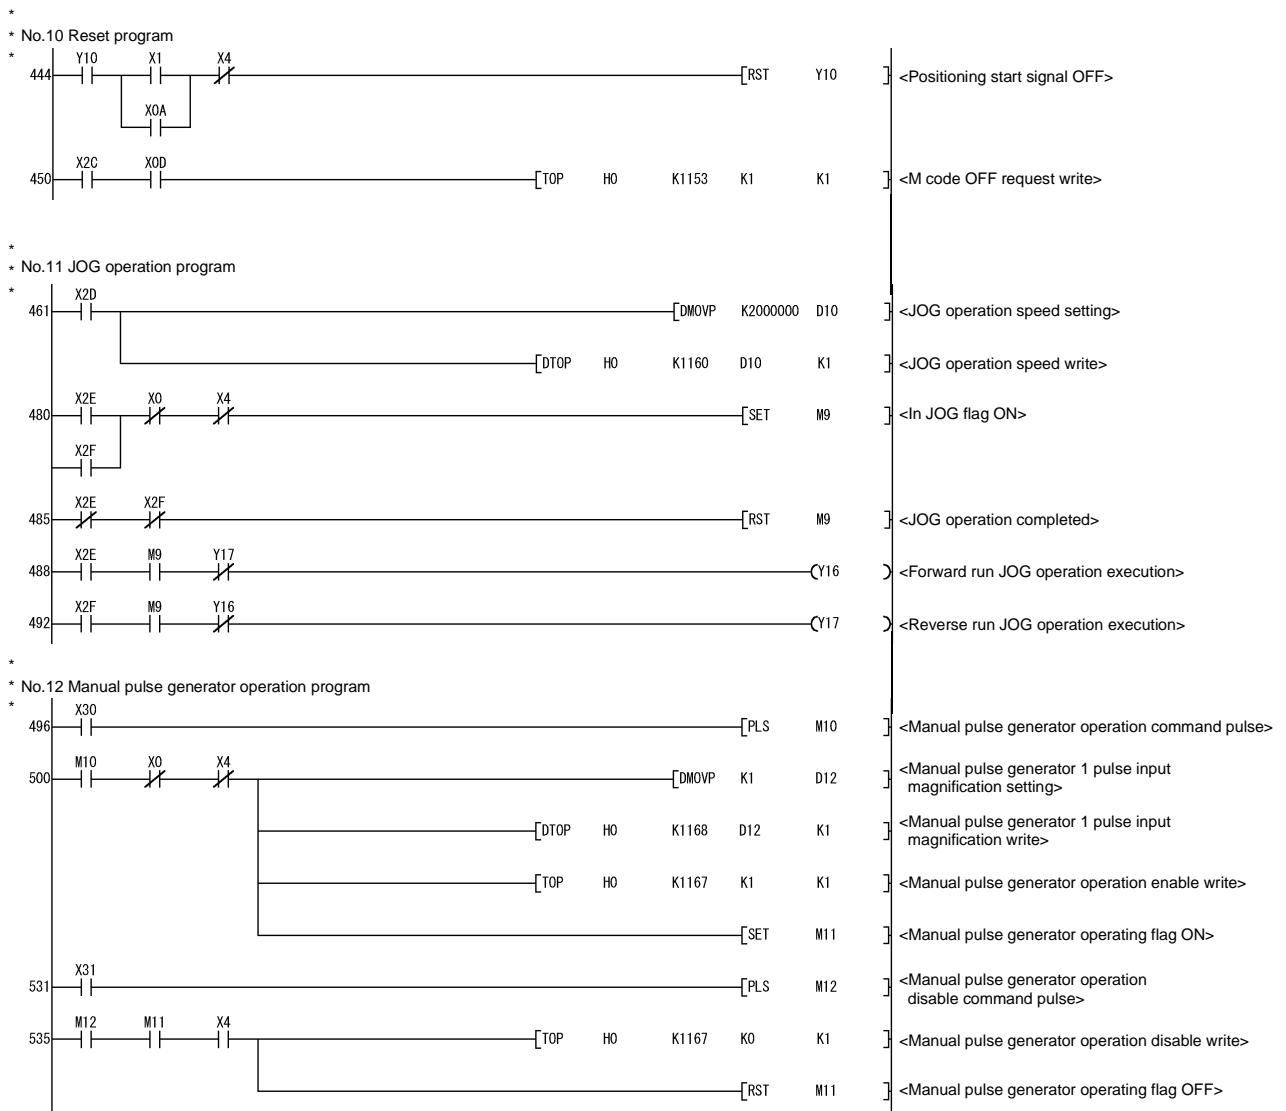 *
* No.10 Reset program
*
Y10 X1 X4
444 [RST Y10 ] <Positioning start signal OFF>
X0A
X2C X0D
450 [TOP H0 K1153 K1 K1 ] <M code OFF request write>
*
* No.11 JOG operation program
*
X2D
461 [DMOVP K2000000 D10 ] <JOG operation speed setting>
[DTOP H0 K1160 D10 K1 ] <JOG operation speed write>
X2E X0 X4
480 [SET M9 ] <In JOG flag ON>
X2F
X2E X2F
485 [RST M9 ] <JOG operation completed>
X2E M9 Y17
488 (Y16 ) <Forward run JOG operation execution>
X2F M9 Y16
492 (Y17 ) <Reverse run JOG operation execution>
*
* No.12 Manual pulse generator operation program
*
X30
496 [PLS M10 ] <Manual pulse generator operation command pulse>
M10 X0 X4
500 [DMOVP K1 D12 ] <Manual pulse generator 1 pulse input
magnification setting>
[DTOP H0 K1168 D12 K1 ] <Manual pulse generator 1 pulse input
magnification write>
[TOP H0 K1167 K1 K1 ] <Manual pulse generator operation enable write>
[SET M11 ] <Manual pulse generator operating flag ON>
X31
531 [PLS M12 ] <Manual pulse generator operation
disable command pulse>
M12 M11 X4
535 [TOP H0 K1167 K0 K1 ] <Manual pulse generator operation disable write>
[RST M11 ] <Manual pulse generator operating flag OFF>